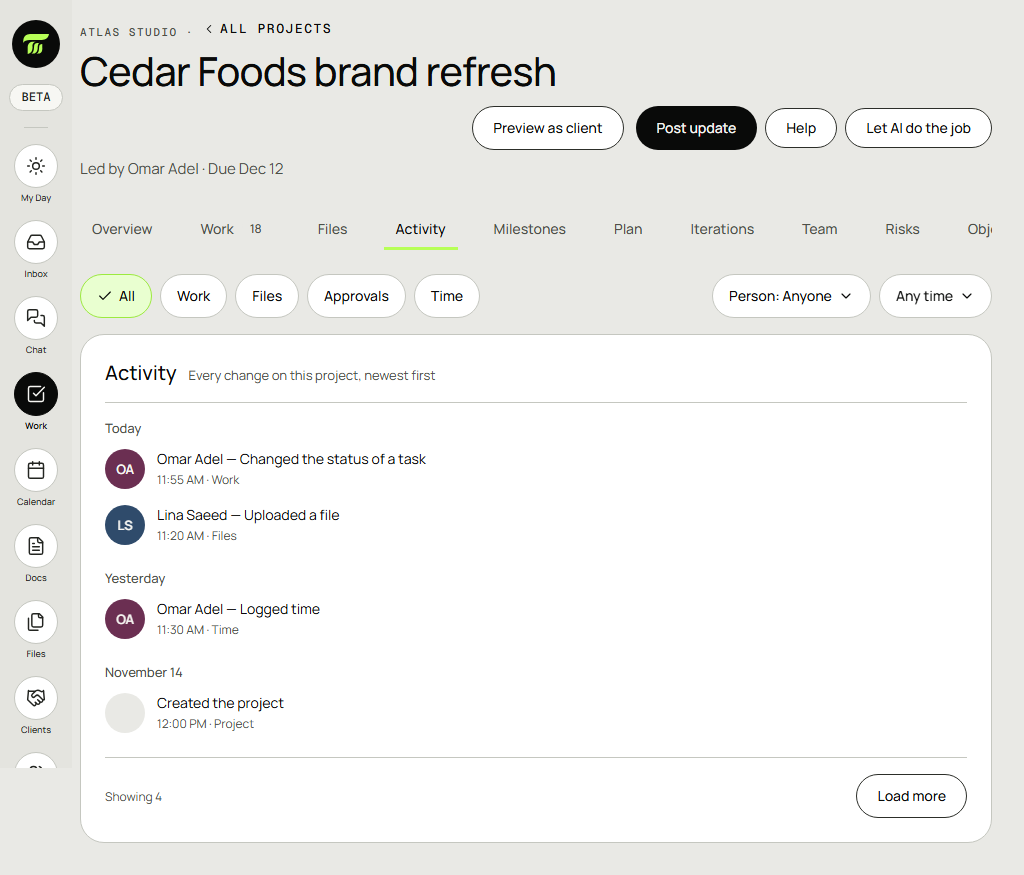 ATLAS STUDIO · ALL PROJECTS
Cedar Foods brand refresh
BETA
Preview as client
Post update
Help
Let AI do the job
Led by Omar Adel · Due Dec 12
My Day
Inbox
Chat
Work
Calendar
Docs
Files
Clients
Overview
Work 18
Files
Activity
Milestones
Plan
Iterations
Team
Risks
Obj
All
Work
Files
Approvals
Time
Person: Anyone
Any time
Activity Every change on this project, newest first
Today
OA
Omar Adel — Changed the status of a task
11:55 AM · Work
LS
Lina Saeed — Uploaded a file
11:20 AM · Files
Yesterday
OA
Omar Adel — Logged time
11:30 AM · Time
November 14
Created the project
12:00 PM · Project
Showing 4
Load more